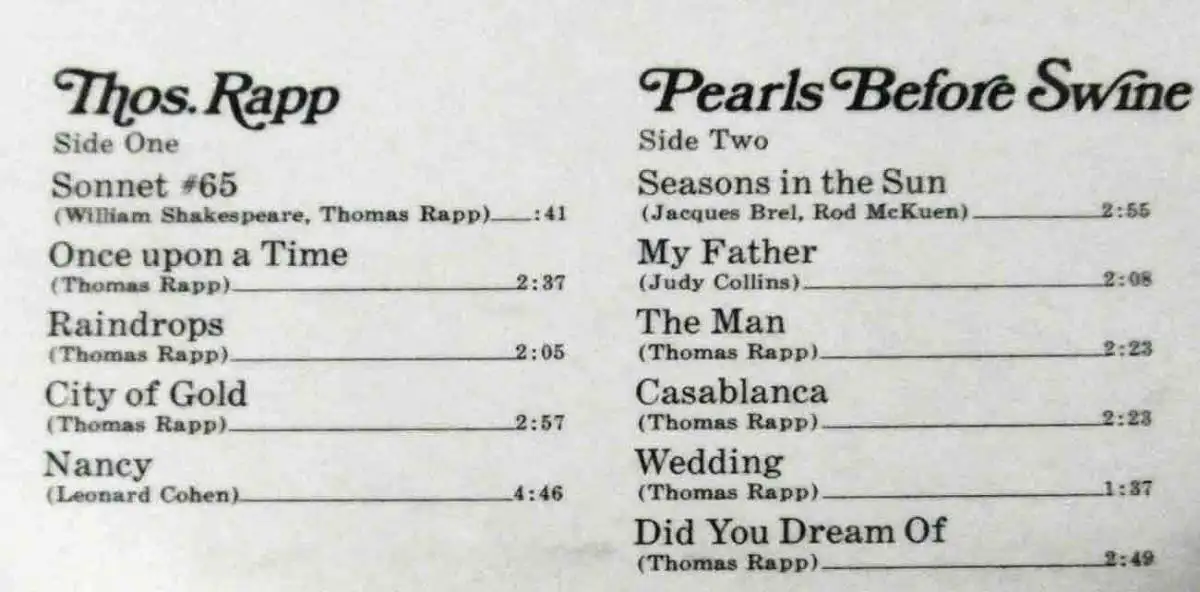 Thos. Rapp
Side One
Sonnet #65
(William Shakespeare, Thomas Rapp) :41
Once upon a Time
(Thomas Rapp) 2:37
Raindrops
(Thomas Rapp) 2:05
City of Gold
(Thomas Rapp) 2:57
Nancy
(Leonard Cohen) 4:46
Pearls Before Swine
Side Two
Seasons in the Sun
(Jacques Brel, Rod McKuen) 2:55
My Father
(Judy Collins) 2:08
The Man
(Thomas Rapp) 2:23
Casablanca
(Thomas Rapp) 2:23
Wedding
(Thomas Rapp) 1:37
Did You Dream Of
(Thomas Rapp) 2:49